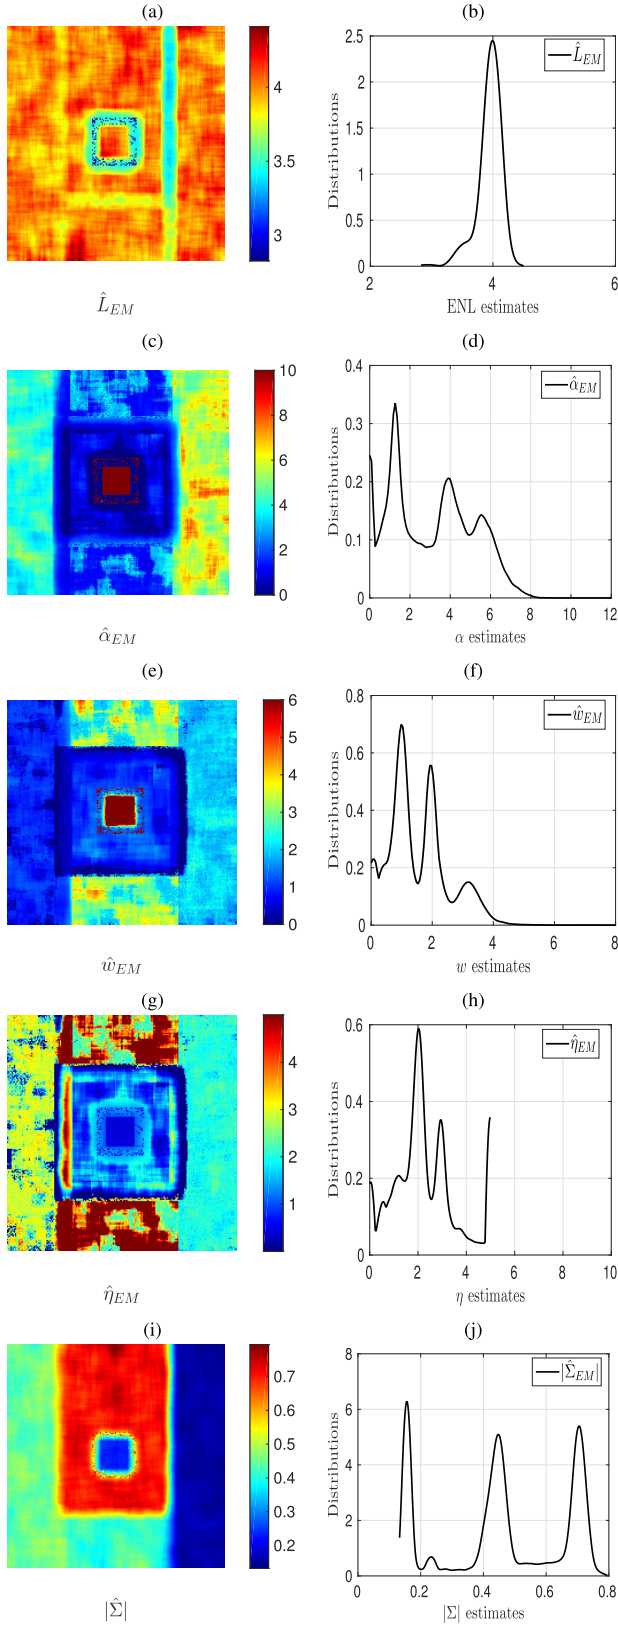 (a) (b)
4
3.5
3
2.5
2
1.5
1
0.5
0
Distributions
L̂_EM
2 4 6
ENL estimates
L̂_EM
(c) (d)
10
8
6
4
2
0
0.4
0.3
0.2
0.1
0
Distributions
α̂_EM
0 2 4 6 8 10 12
α estimates
α̂_EM
(e) (f)
6
5
4
3
2
1
0
0.8
0.6
0.4
0.2
0
Distributions
ŵ_EM
0 2 4 6 8
w estimates
ŵ_EM
(g) (h)
5
4
3
2
1
0.6
0.4
0.2
0
Distributions
η̂_EM
0 2 4 6 8 10
η estimates
η̂_EM
(i) (j)
0.7
0.6
0.5
0.4
0.3
0.2
8
6
4
2
0
Distributions
|Σ̂_EM|
0.2 0.4 0.6 0.8
|Σ| estimates
|Σ̂|